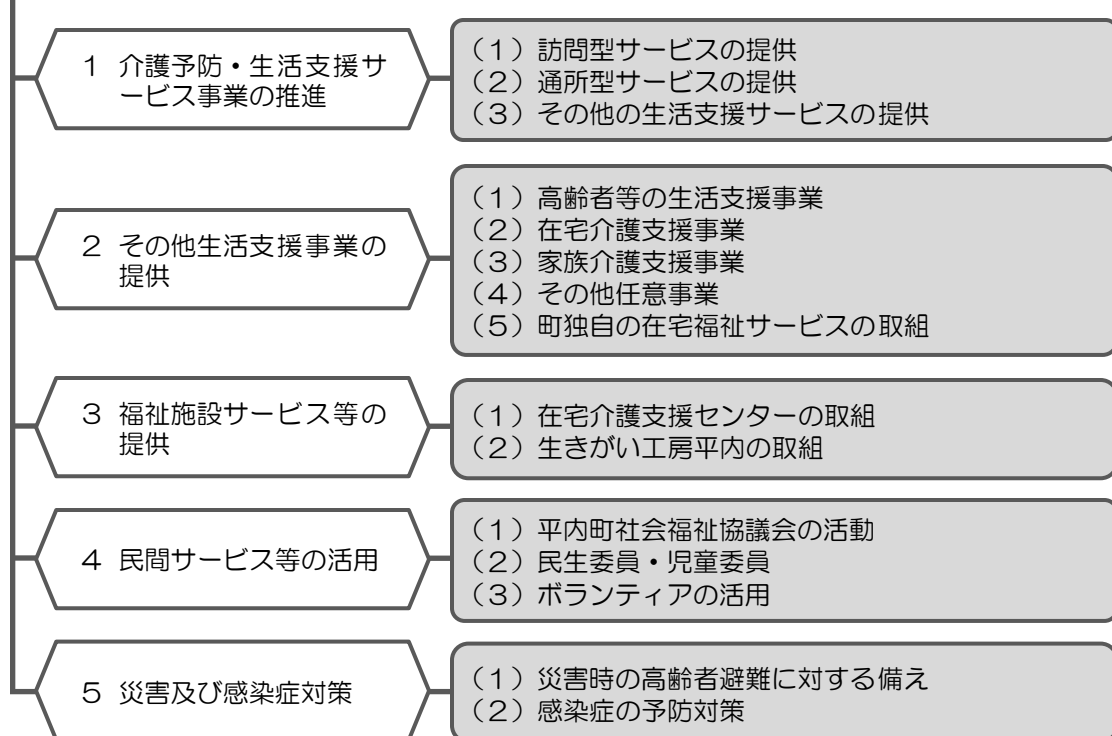 1 介護予防・生活支援サ
ービス事業の推進
（1）訪問型サービスの提供
（2）通所型サービスの提供
（3）その他の生活支援サービスの提供
2 その他生活支援事業の
提供
（1）高齢者等の生活支援事業
（2）在宅介護支援事業
（3）家族介護支援事業
（4）その他任意事業
（5）町独自の在宅福祉サービスの取組
3 福祉施設サービス等の
提供
（1）在宅介護支援センターの取組
（2）生きがい工房平内の取組
4 民間サービス等の活用
（1）平内町社会福祉協議会の活動
（2）民生委員・児童委員
（3）ボランティアの活用
5 災害及び感染症対策
（1）災害時の高齢者避難に対する備え
（2）感染症の予防対策